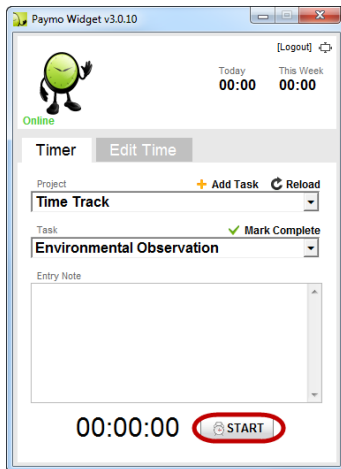 Paymo Widget v3.0.10
[Logout]
Today This Week
00:00 00:00
Online
Timer Edit Time
Project Add Task Reload
Time Track
Task Mark Complete
Environmental Observation
Entry Note
00:00:00 START